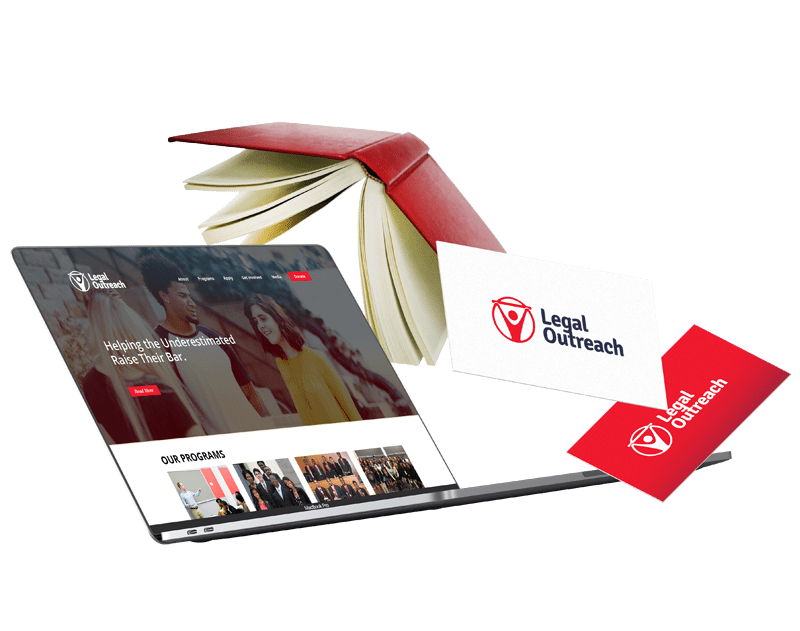 Legal
Outreach
About Programs Apply Get Involved Media Donate
Helping the Underestimated
Raise Their Bar.
Read Now
OUR PROGRAMS
MacBook Pro
Legal
Outreach
Legal
Outreach